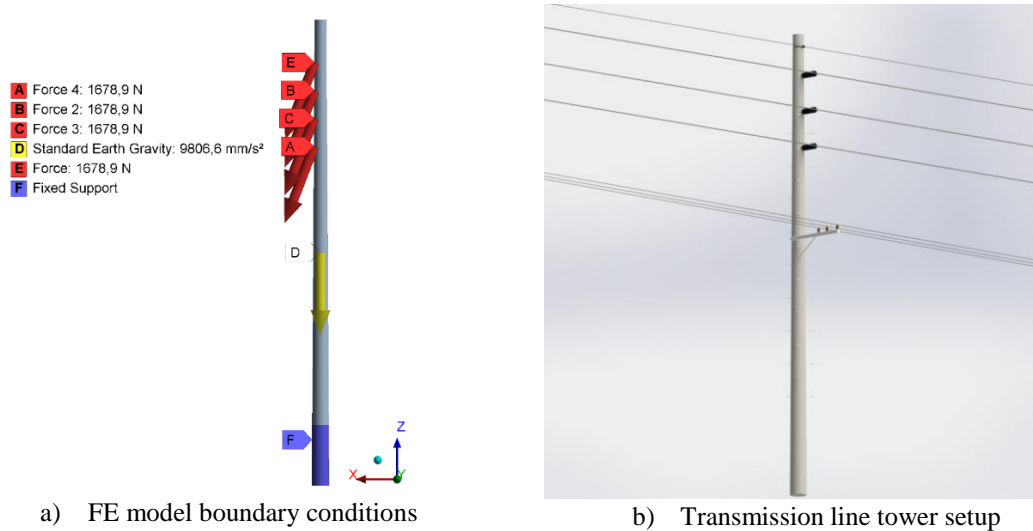 A Force 4: 1678,9 N
B Force 2: 1678,9 N
C Force 3: 1678,9 N
D Standard Earth Gravity: 9806,6 mm/s²
E Force: 1678,9 N
F Fixed Support
E
B
C
A
D
F
Z
X
Y
a) FE model boundary conditions
b) Transmission line tower setup